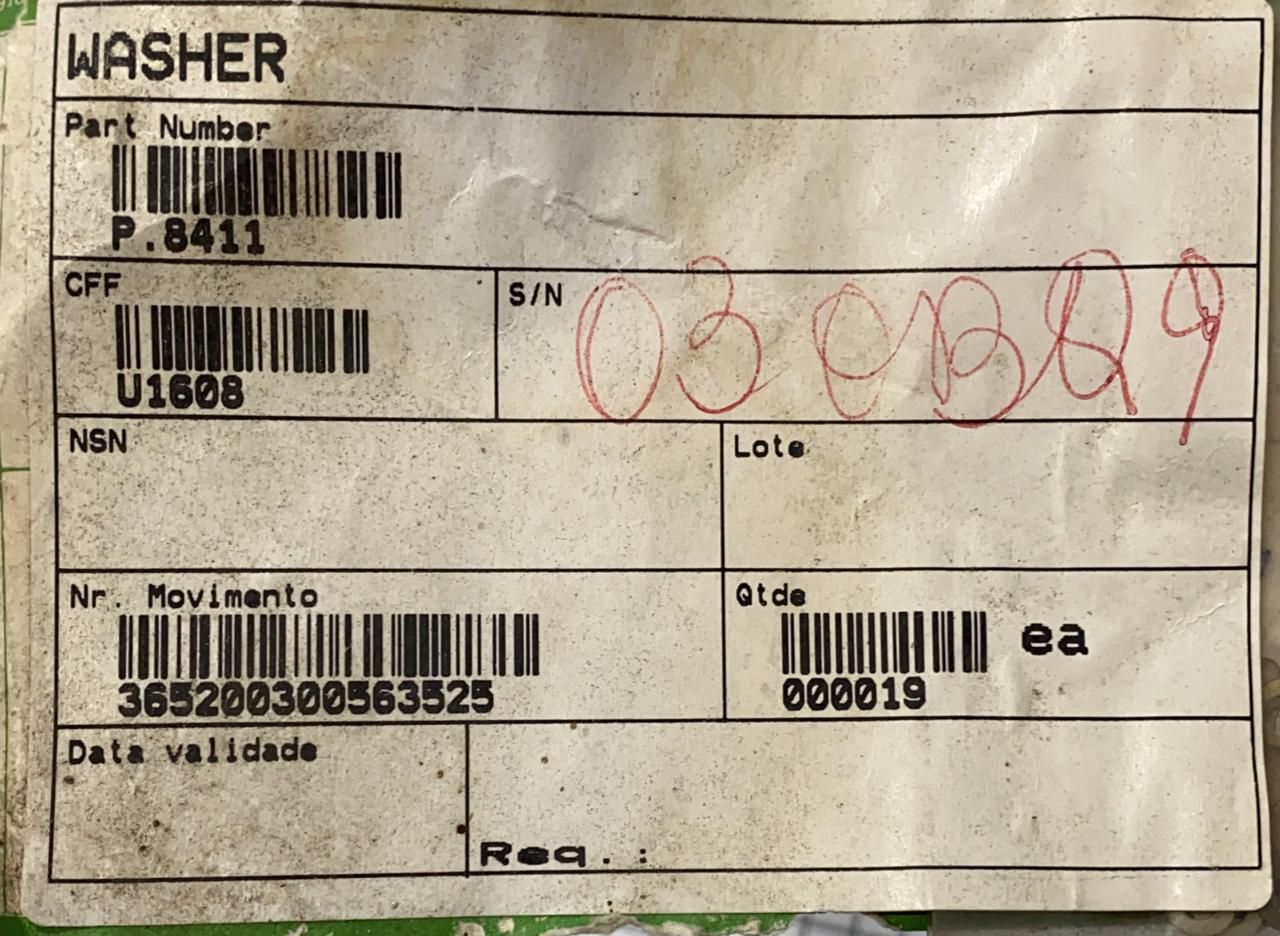 WASHER
Part Number
P.8411
CFF
U1608
S/N
NSN
Lote
Nr. Movimento
365200300563525
Qtde
ea
000019
Data validade
Req. :